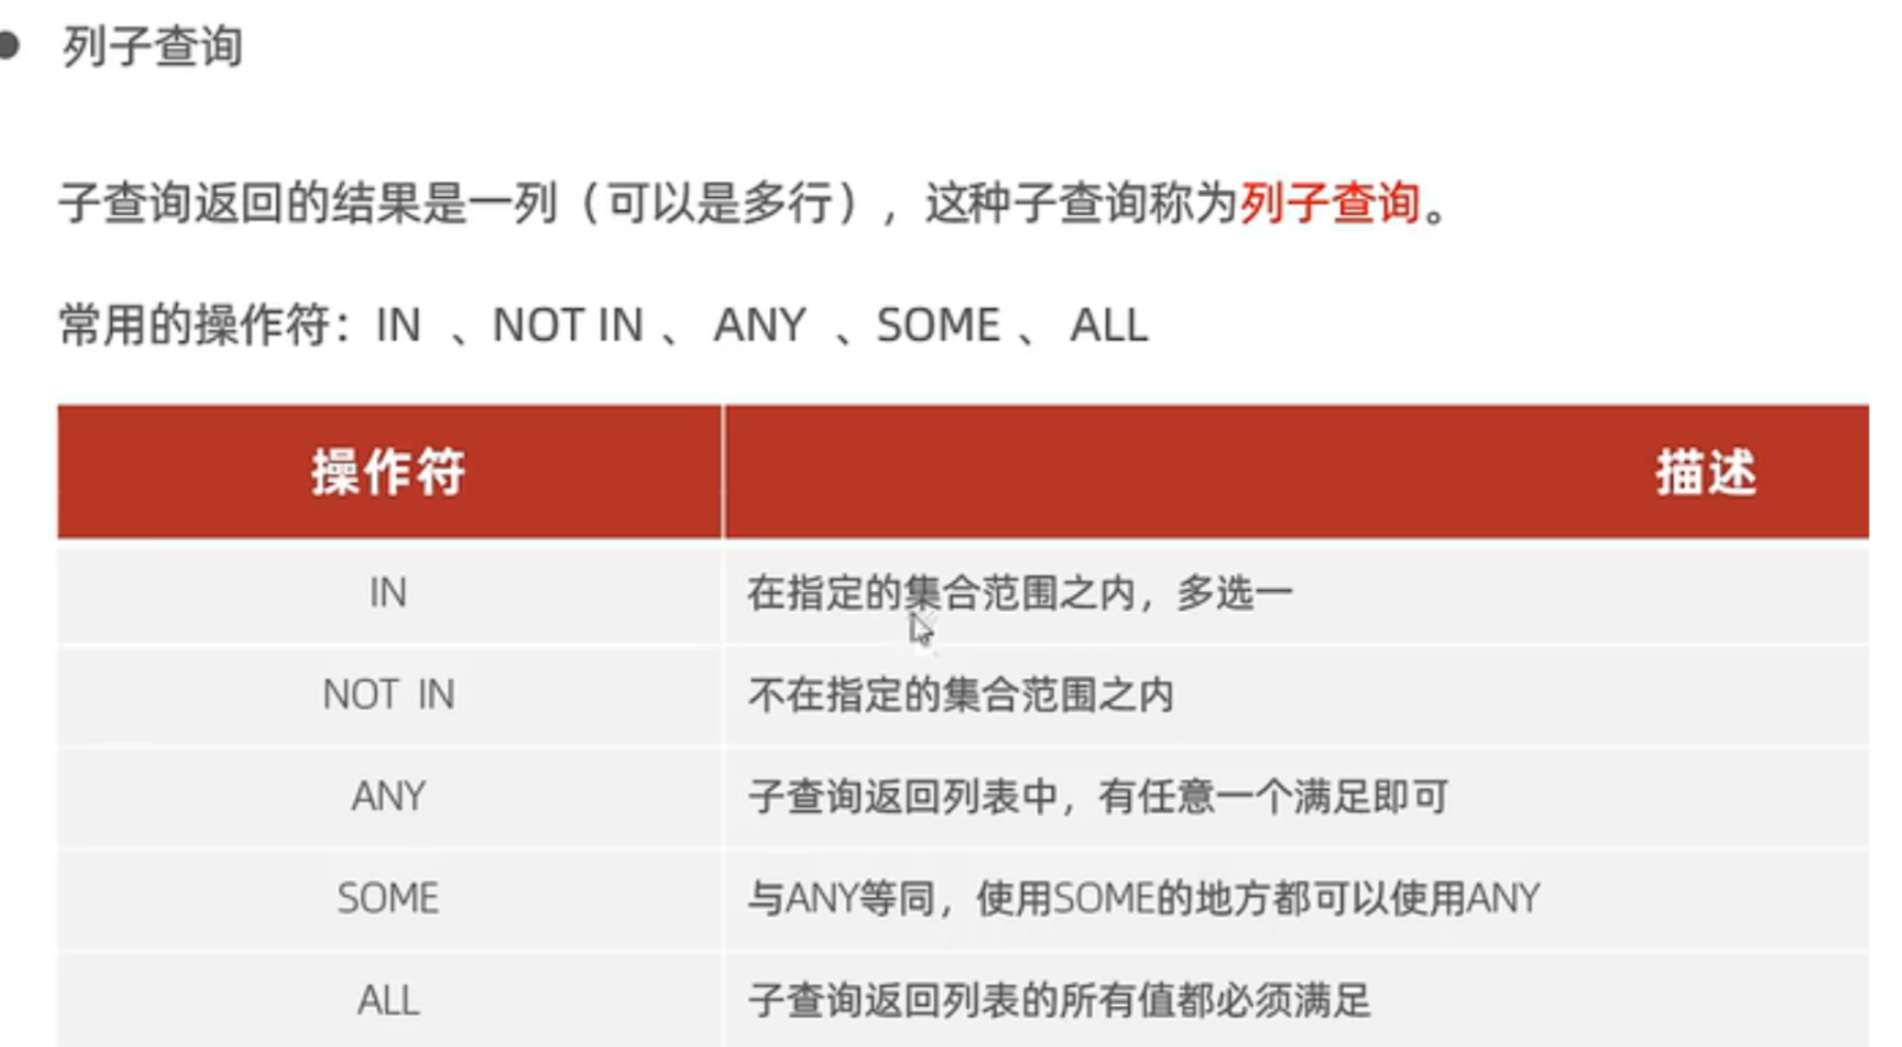 列子查询
子查询返回的结果是一列（可以是多行），这种子查询称为列子查询。
常用的操作符：IN 、NOT IN 、 ANY 、SOME 、 ALL
操作符 描述
IN 在指定的集合范围之内，多选一
NOT IN 不在指定的集合范围之内
ANY 子查询返回列表中，有任意一个满足即可
SOME 与ANY等同，使用SOME的地方都可以使用ANY
ALL 子查询返回列表的所有值都必须满足